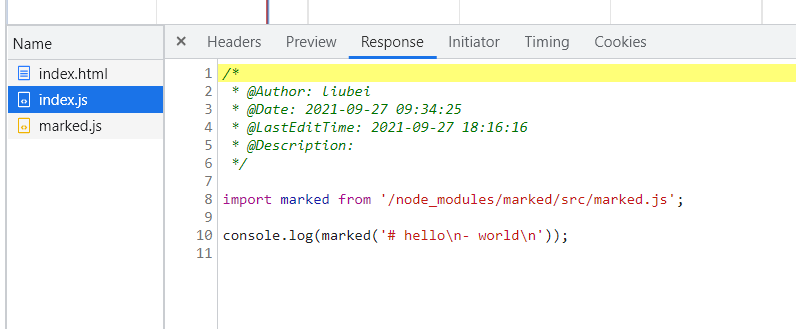 Name
index.html
index.js
marked.js
× Headers Preview Response Initiator Timing Cookies
1 /*
2 * @Author: liubei
3 * @Date: 2021-09-27 09:34:25
4 * @LastEditTime: 2021-09-27 18:16:16
5 * @Description:
6 */
7
8 import marked from '/node_modules/marked/src/marked.js';
9
10 console.log(marked('# hello\n- world\n'));
11